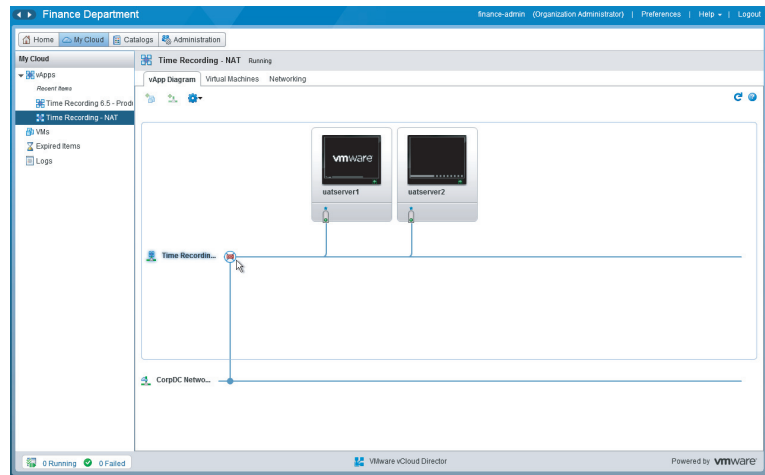 Finance Department
finance-admin (Organization Administrator) | Preferences | Help | Logout
Home My Cloud Catalogs Administration
My Cloud
vApps
Recent Items
Time Recording 6.5 - Prod
Time Recording - NAT
VMs
Expired Items
Logs
Time Recording - NAT Running
vApp Diagram Virtual Machines Networking
vmware
uatserver1
uatserver2
Time Recordin...
CorpDC Netwo...
0 Running 0 Failed
VMware vCloud Director
Powered by vmware